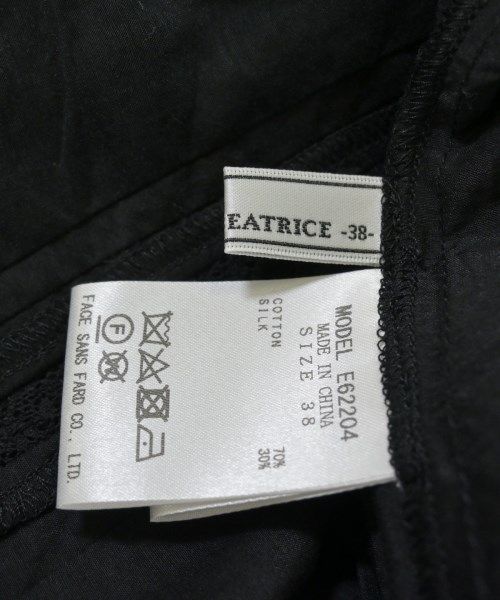 EATRICE -38-
MODEL E62204
MADE IN CHINA
SIZE 38
COTTON 70%
SILK 30%
F
FACE SANS FARD CO., LTD.